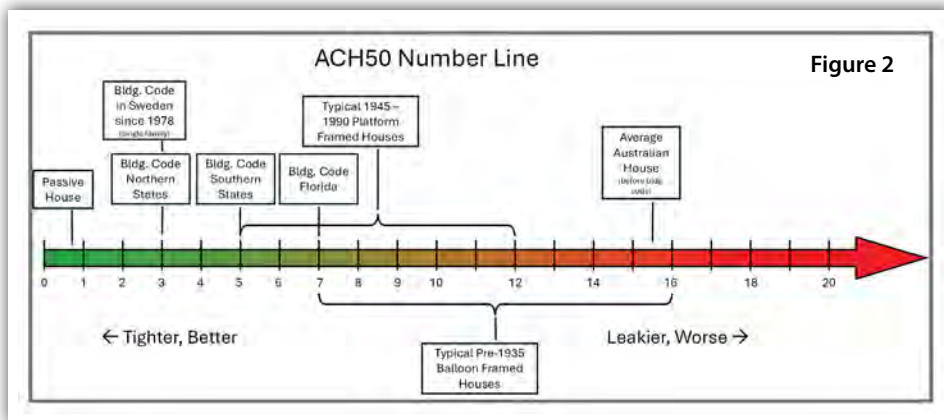 ACH50 Number Line
Figure 2
Bldg. Code
in Sweden
since 1978
(single family)
Typical 1945 –
1990 Platform
Framed Houses
Average
Australian
House
(before bldg.
code)
Passive
House
Bldg. Code
Northern
States
Bldg. Code
Southern
States
Bldg. Code
Florida
0 1 2 3 4 5 6 7 8 9 10 12 14 16 18 20
← Tighter, Better
Leakier, Worse →
Typical Pre-1935
Balloon Framed
Houses